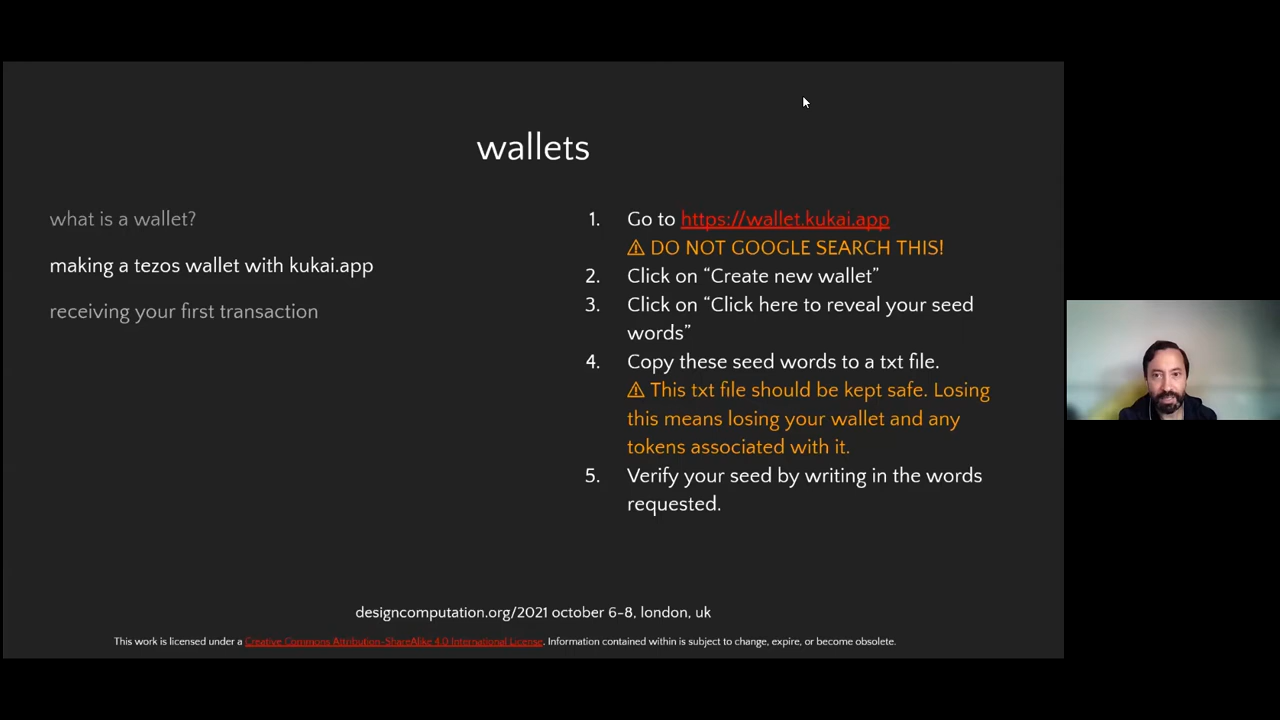 wallets
what is a wallet?
making a tezos wallet with kukai.app
receiving your first transaction
1. Go to https://wallet.kukai.app
⚠ DO NOT GOOGLE SEARCH THIS!
2. Click on “Create new wallet”
3. Click on “Click here to reveal your seed
words”
4. Copy these seed words to a txt file.
⚠ This txt file should be kept safe. Losing
this means losing your wallet and any
tokens associated with it.
5. Verify your seed by writing in the words
requested.
designcomputation.org/2021 october 6-8, london, uk
This work is licensed under a Creative Commons Attribution-ShareAlike 4.0 International License. Information contained within is subject to change, expire, or become obsolete.